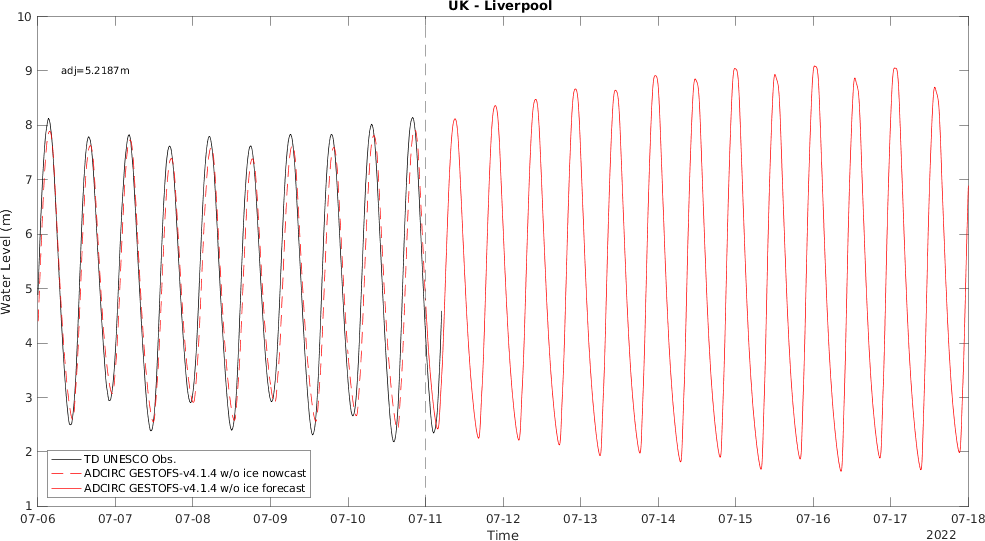 UK - Liverpool
10
9
8
7
6
5
4
3
2
1
Water Level (m)
adj=5.2187m
TD UNESCO Obs.
ADCIRC GESTOFS-v4.1.4 w/o ice nowcast
ADCIRC GESTOFS-v4.1.4 w/o ice forecast
07-06 07-07 07-08 07-09 07-10 07-11 07-12 07-13 07-14 07-15 07-16 07-17 07-18
Time
2022